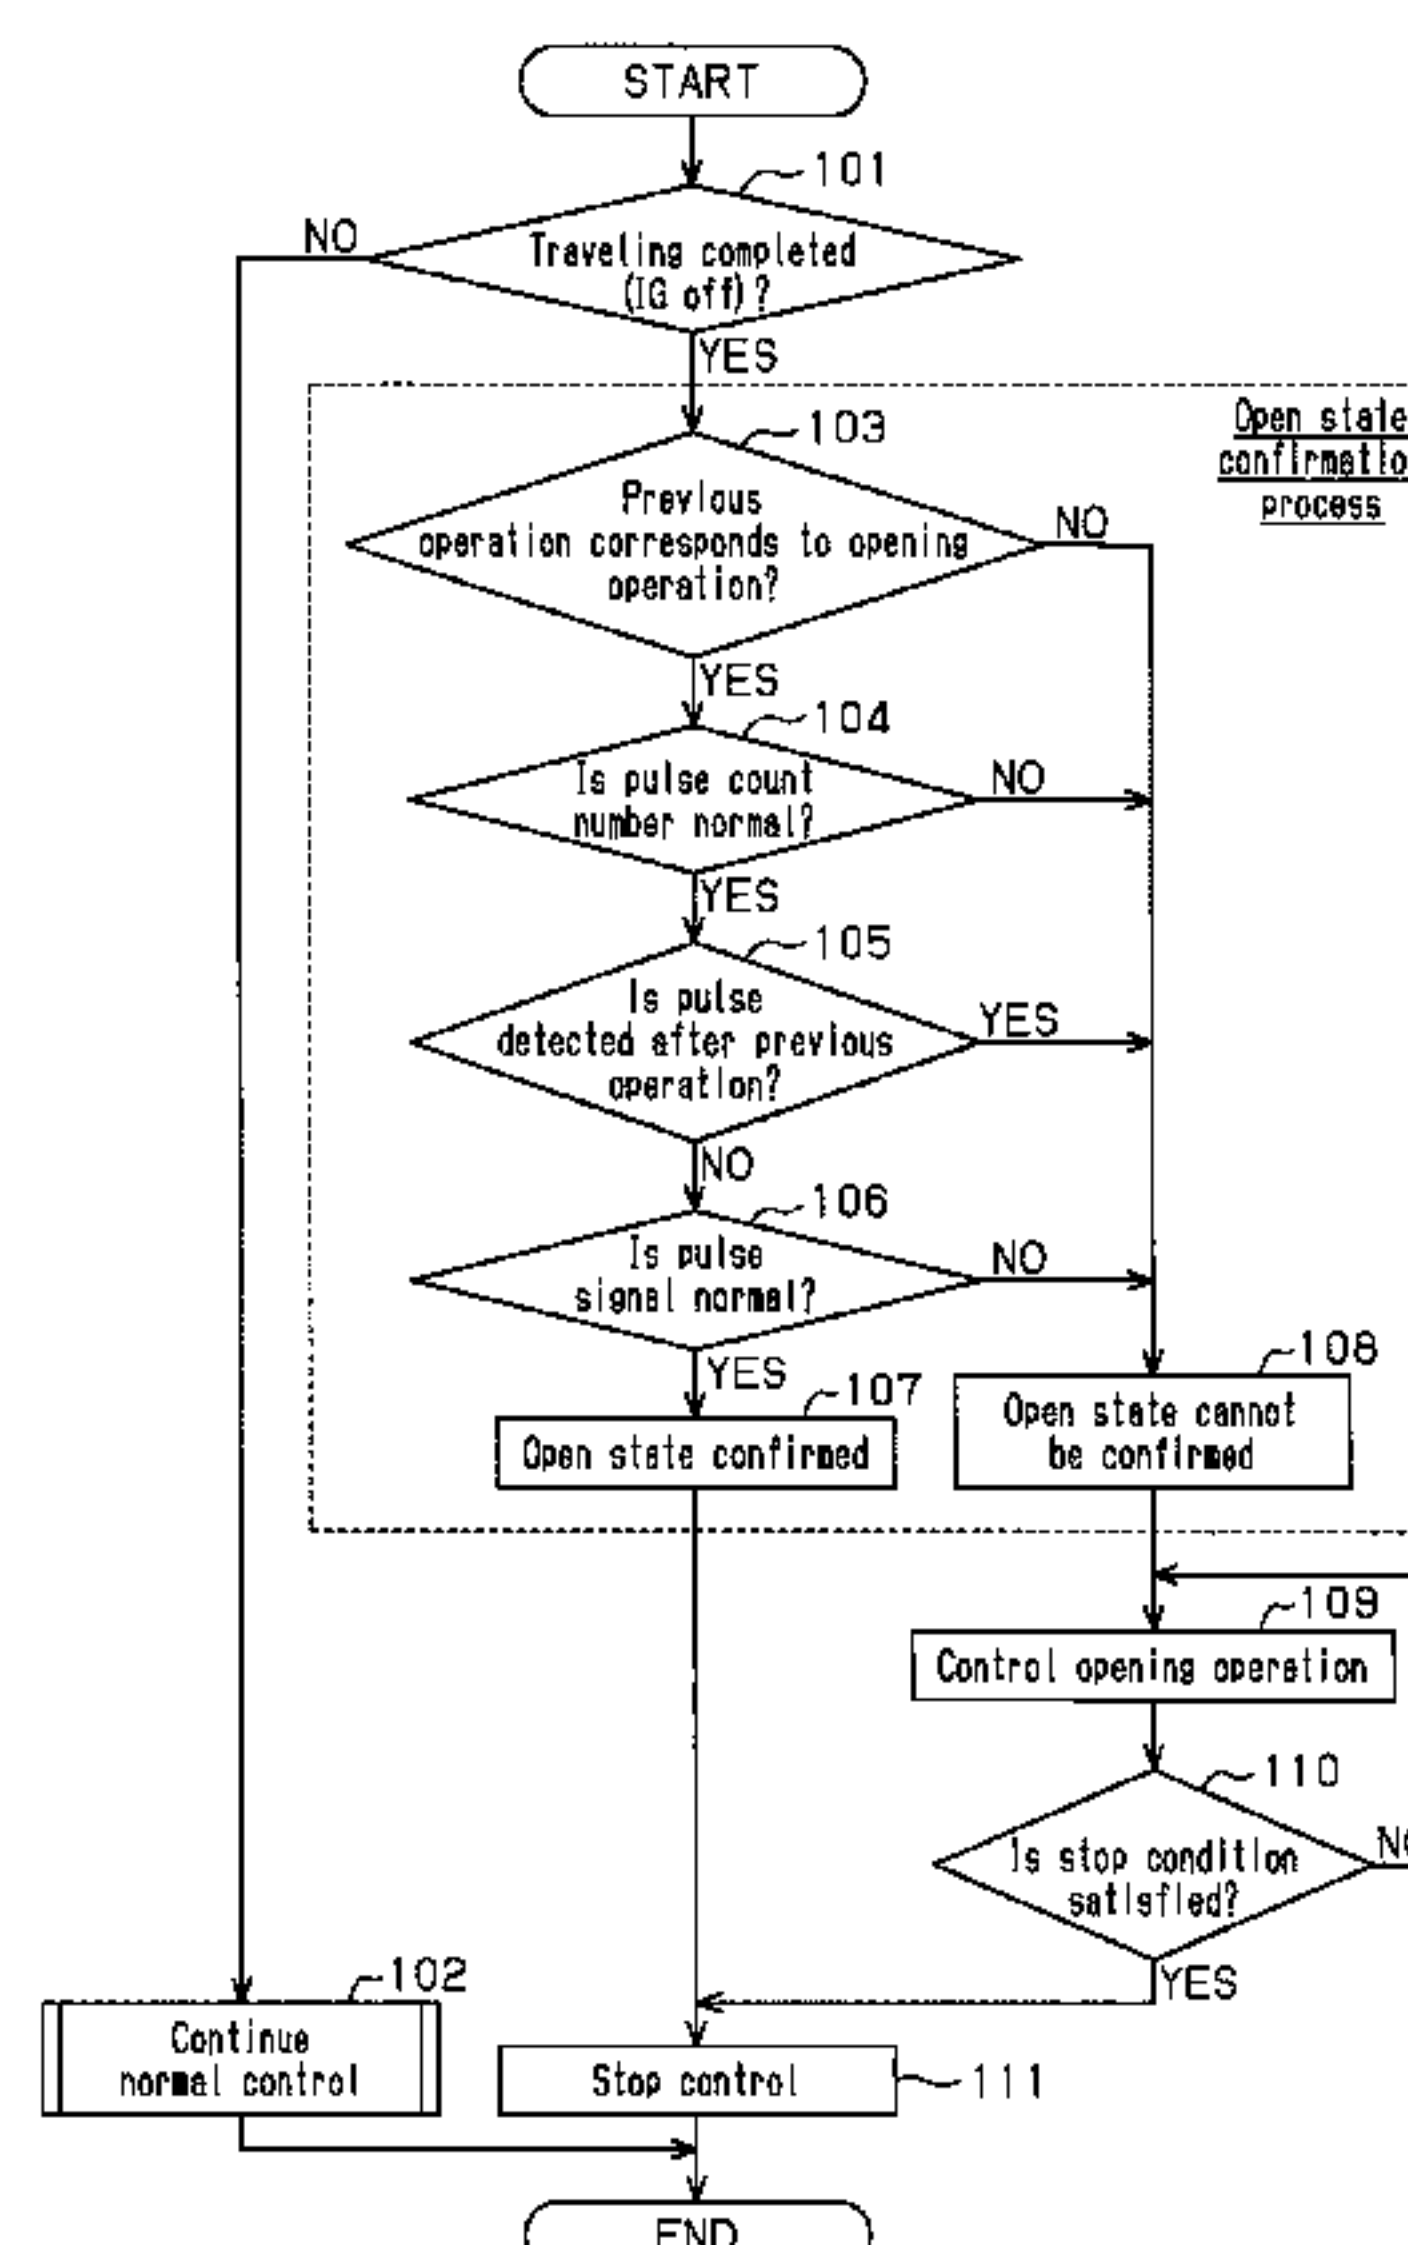 START
101
NO
Traveling completed
(IG off)?
YES
Open state
confirmatio
process
103
Previous
operation corresponds to opening
operation?
NO
YES
104
Is pulse count
number normal?
NO
YES
105
Is pulse
detected after previous
operation?
YES
NO
106
Is pulse
signal normal?
NO
YES
107
Open state confirmed
108
Open state cannot
be confirmed
109
Control opening operation
110
Is stop condition
satisfied?
NO
YES
102
Continue
normal control
Stop control
111
END